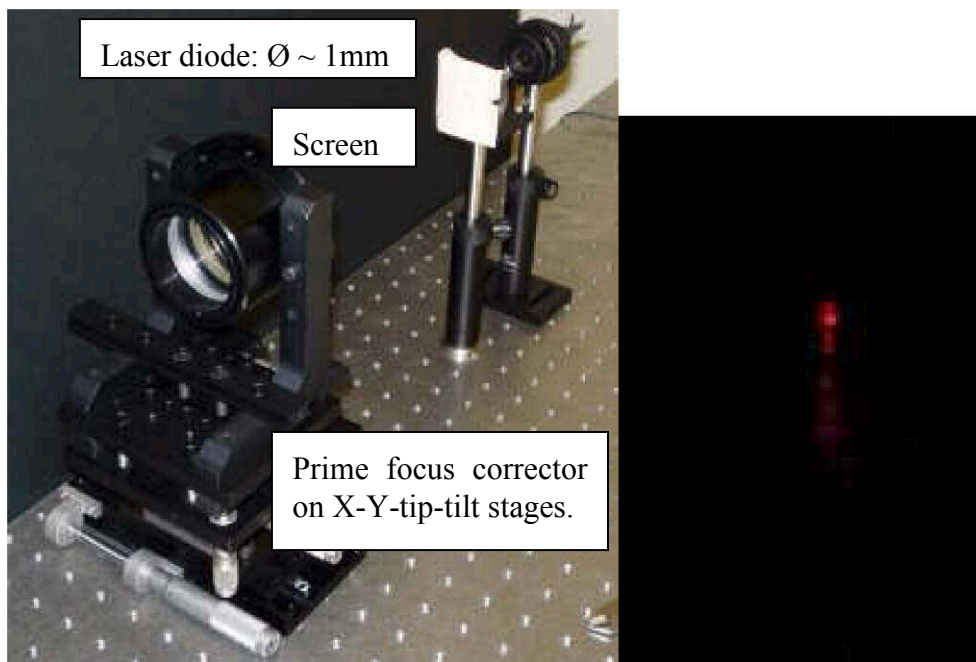 Laser diode: Ø ~ 1mm
Screen
Prime focus corrector
on X-Y-tip-tilt stages.